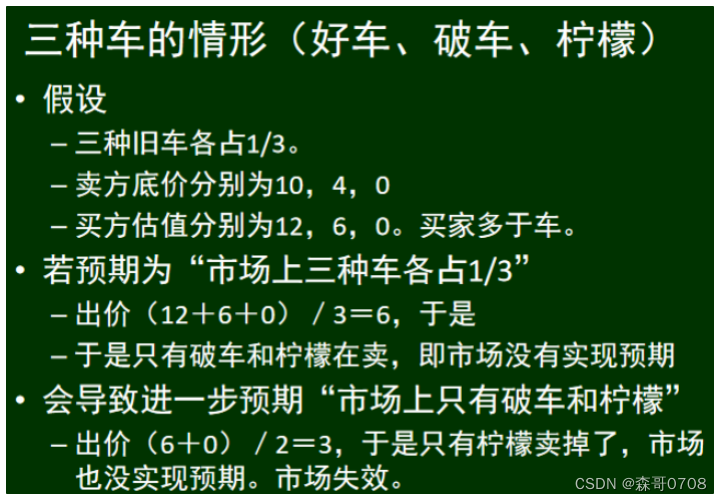 三种车的情形（好车、破车、柠檬）
• 假设
– 三种旧车各占1/3。
– 卖方底价分别为10，4，0
– 买方估值分别为12，6，0。买家多于车。
• 若预期为“市场上三种车各占1/3”
– 出价（12＋6＋0）/3＝6，于是
– 于是只有破车和柠檬在卖，即市场没有实现预期
• 会导致进一步预期“市场上只有破车和柠檬”
– 出价（6＋0）/2＝3，于是只有柠檬卖掉了，市场
也没实现预期。市场失效。
CSDN @森哥0708